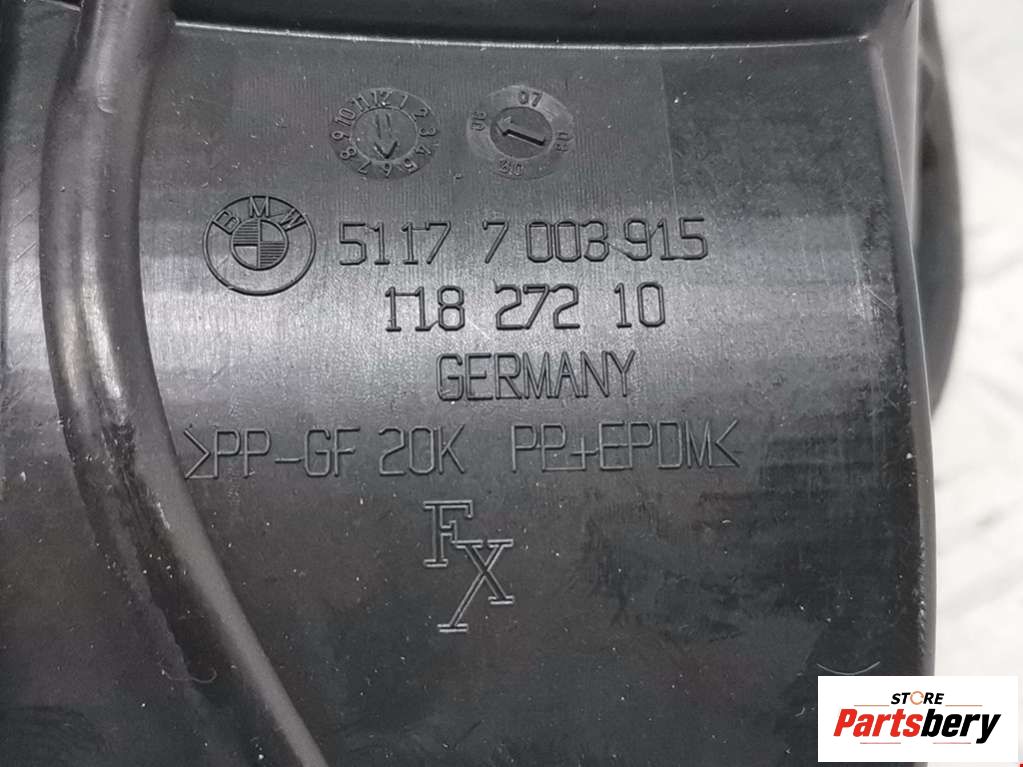 10 11 12 1 2 3 4 5 6 7 8 9
07 08
BMW
5117 7 003 915
118 272 10
GERMANY
>PP-GF 20K PP+EPDM<
FX
STORE
Partsbery